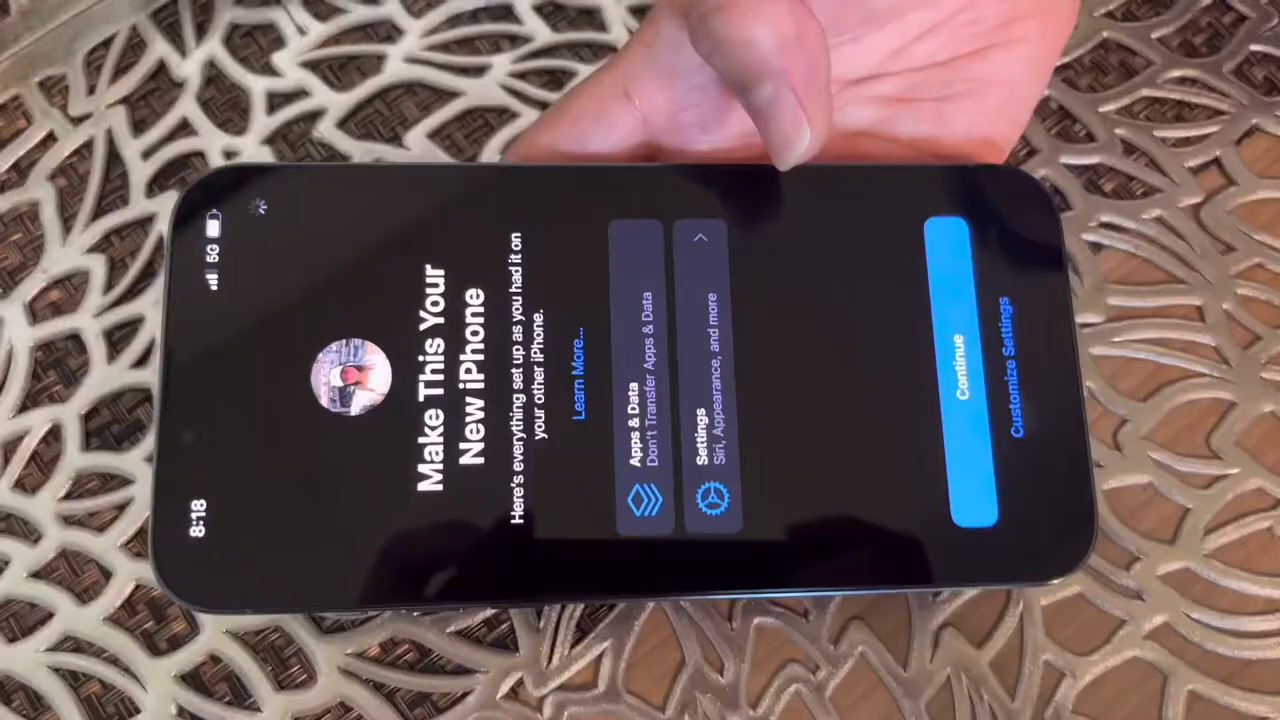 8:18
5G
Make This Your
New iPhone
Here's everything set up as you had it on
your other iPhone.
Learn More...
Apps & Data
Don't Transfer Apps & Data
Settings
Siri, Appearance, and more
Continue
Customize Settings